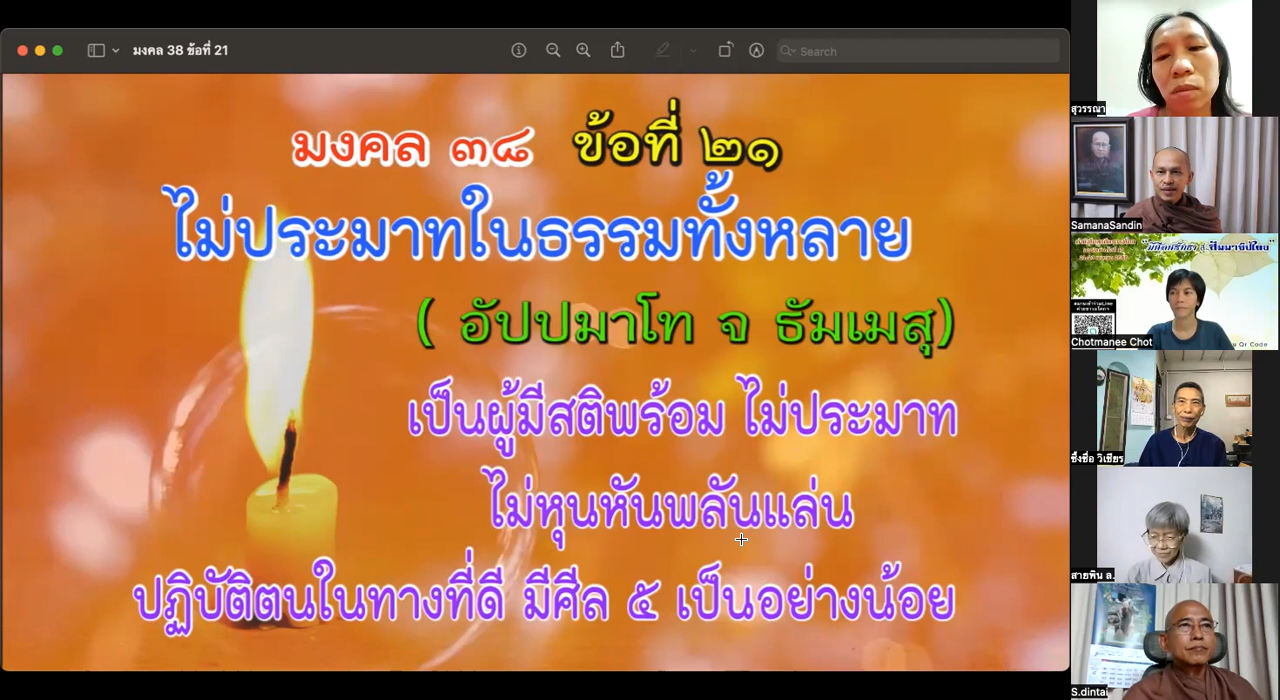 มงคล 38 ข้อที่ 21
Search
มงคล ๓๘ ข้อที่ ๒๑
ไม่ประมาทในธรรมทั้งหลาย
( อัปปมาโท จ ธัมเมสุ)
เป็นผู้มีสติพร้อม ไม่ประมาท
ไม่หุนหันพลันแล่น
ปฏิบัติตนในทางที่ดี มีศีล ๕ เป็นอย่างน้อย
สุวรรณา
SamanaSandin
Chotmanee Chot
Qr Code
ซึ้งซื่อ วิเชียร
สายพิน ล.
S.dintai